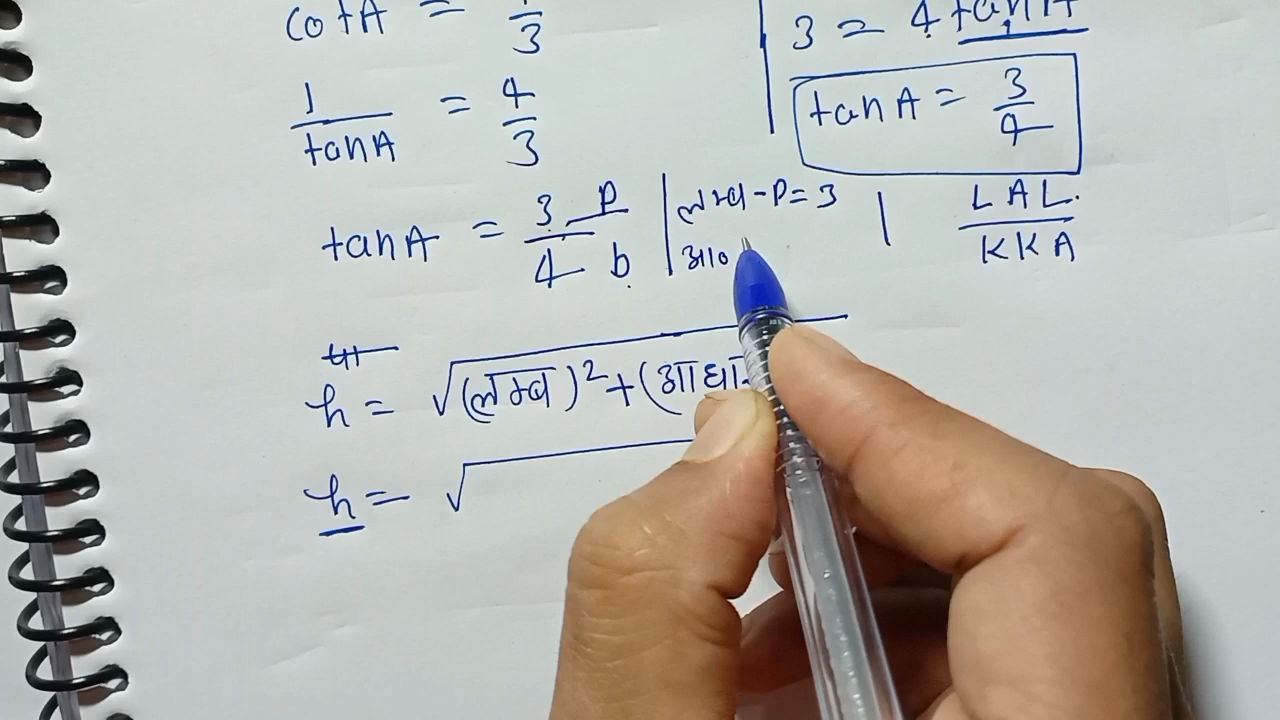 cotA = /3
3 = 4 tanA
1/tanA = 4/3
tanA = 3/4
tanA = 3/4 p/b
लम्ब - P = 3
आ०
LAL.
KKA
h = √(लम्ब)²+(आधा
h = √